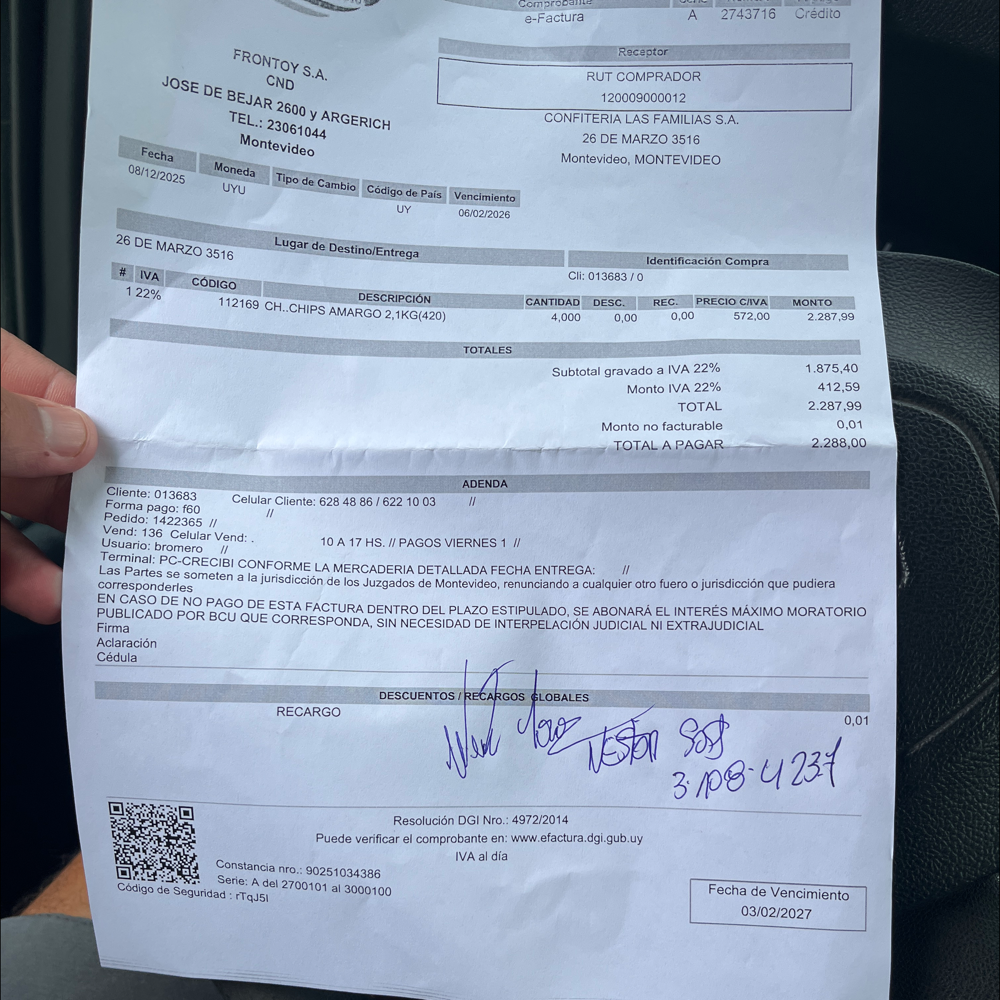 Comprobante
e-Factura A 2743716 Crédito
FRONTOY S.A.
CND
JOSE DE BEJAR 2600 y ARGERICH
TEL.: 23061044
Montevideo
Receptor
RUT COMPRADOR
120009000012
CONFITERIA LAS FAMILIAS S.A.
26 DE MARZO 3516
Montevideo, MONTEVIDEO
Fecha Moneda Tipo de Cambio Código de País Vencimiento
08/12/2025 UYU UY 06/02/2026
Lugar de Destino/Entrega Identificación Compra
26 DE MARZO 3516 Cli: 013683 / 0
# IVA CÓDIGO DESCRIPCIÓN CANTIDAD DESC. REC. PRECIO C/IVA MONTO
1 22% 112169 CH..CHIPS AMARGO 2,1KG(420) 4,000 0,00 0,00 572,00 2.287,99
TOTALES
Subtotal gravado a IVA 22% 1.875,40
Monto IVA 22% 412,59
TOTAL 2.287,99
Monto no facturable 0,01
TOTAL A PAGAR 2.288,00
ADENDA
Cliente: 013683 Celular Cliente: 628 48 86 / 622 10 03 //
Forma pago: f60 //
Pedido: 1422365 //
Vend: 136 Celular Vend: . 10 A 17 HS. // PAGOS VIERNES 1 //
Usuario: bromero //
Terminal: PC-CRECIBI CONFORME LA MERCADERIA DETALLADA FECHA ENTREGA: //
Las Partes se someten a la jurisdicción de los Juzgados de Montevideo, renunciando a cualquier otro fuero o jurisdicción que pudiera
corresponderles
EN CASO DE NO PAGO DE ESTA FACTURA DENTRO DEL PLAZO ESTIPULADO, SE ABONARÁ EL INTERÉS MÁXIMO MORATORIO
PUBLICADO POR BCU QUE CORRESPONDA, SIN NECESIDAD DE INTERPELACIÓN JUDICIAL NI EXTRAJUDICIAL
Firma
Aclaración
Cédula
DESCUENTOS / RECARGOS GLOBALES
RECARGO 0,01
3.108.4237
Resolución DGI Nro.: 4972/2014
Puede verificar el comprobante en: www.efactura.dgi.gub.uy
IVA al día
Constancia nro.: 90251034386
Serie: A del 2700101 al 3000100
Código de Seguridad : rTqJ5I
Fecha de Vencimiento
03/02/2027